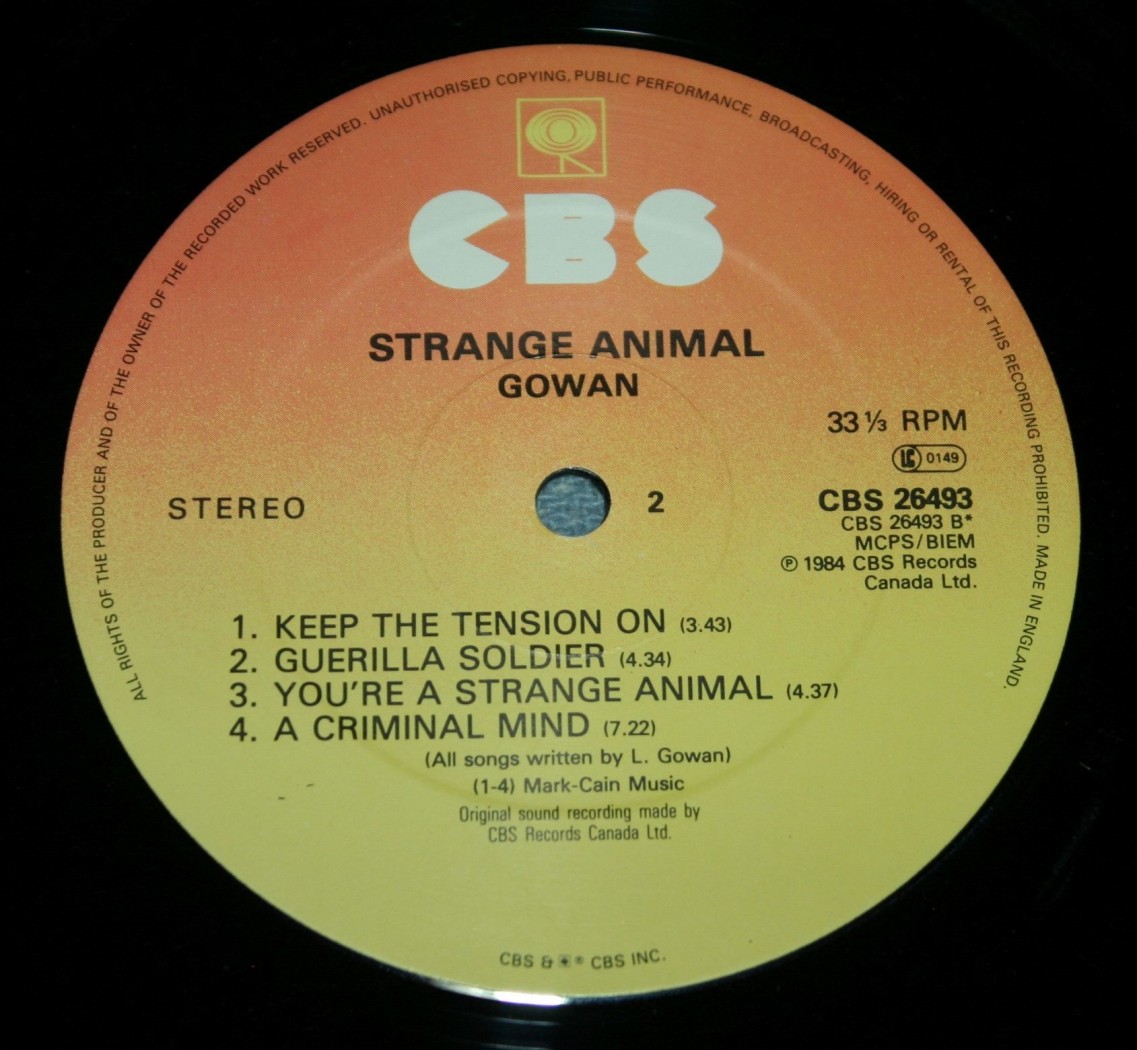 ALL RIGHTS OF THE PRODUCER AND OF THE OWNER OF THE RECORDED WORK RESERVED. UNAUTHORISED COPYING, PUBLIC PERFORMANCE, BROADCASTING, HIRING OR RENTAL OF THIS RECORDING PROHIBITED. MADE IN ENGLAND.
CBS
STRANGE ANIMAL
GOWAN
33⅓ RPM
LC 0149
STEREO
2
CBS 26493
CBS 26493 B*
MCPS/BIEM
℗ 1984 CBS Records
Canada Ltd.
1. KEEP THE TENSION ON (3.43)
2. GUERILLA SOLDIER (4.34)
3. YOU'RE A STRANGE ANIMAL (4.37)
4. A CRIMINAL MIND (7.22)
(All songs written by L. Gowan)
(1-4) Mark-Cain Music
Original sound recording made by
CBS Records Canada Ltd.
CBS & ® CBS INC.